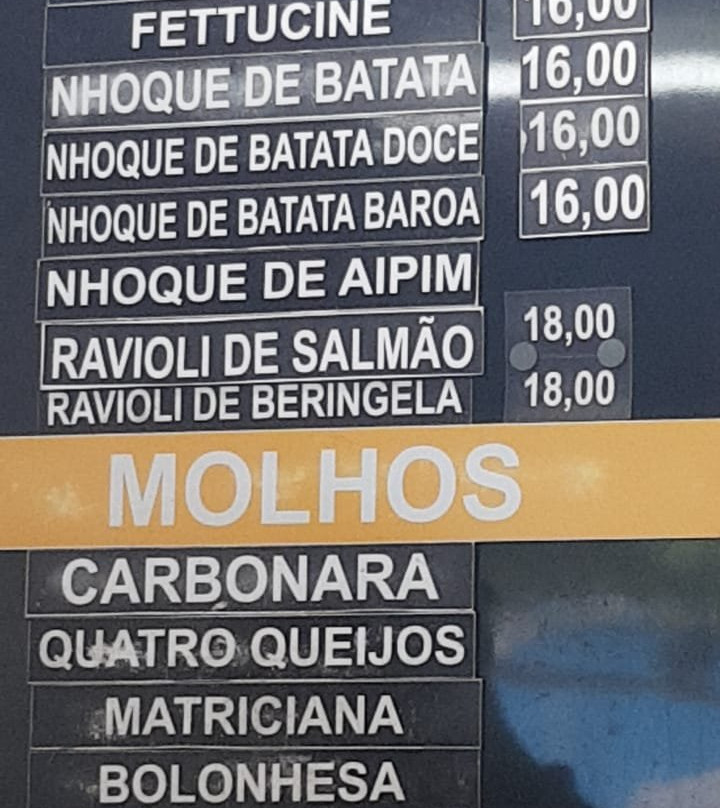 FETTUCINE 16,00
NHOQUE DE BATATA 16,00
NHOQUE DE BATATA DOCE 16,00
NHOQUE DE BATATA BAROA 16,00
NHOQUE DE AIPIM
RAVIOLI DE SALMÃO 18,00
RAVIOLI DE BERINGELA 18,00
MOLHOS
CARBONARA
QUATRO QUEIJOS
MATRICIANA
BOLONHESA